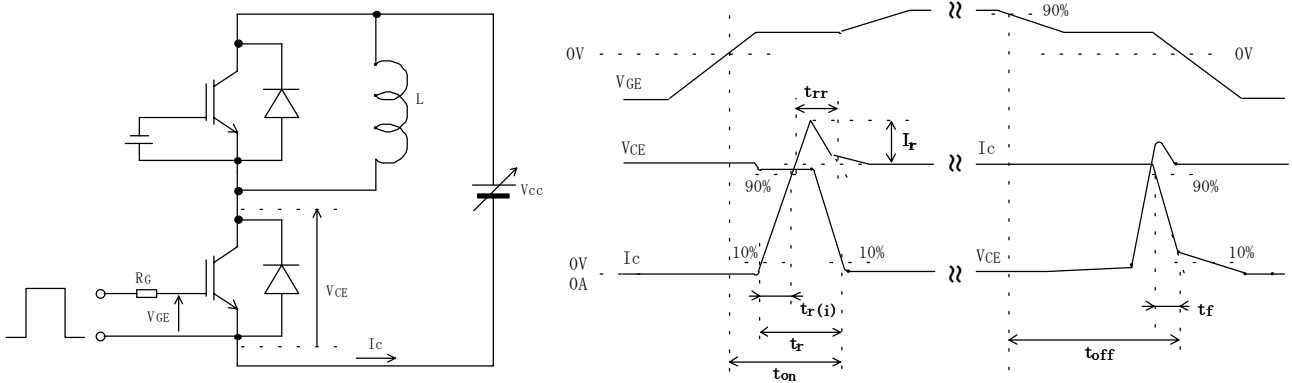 L
Vcc
RG
VGE
VCE
Ic
0V
VGE
90%
0V
trr
Ir
VCE
90%
Ic
90%
Ic
10%
10%
0V
0A
VCE
10%
tr(i)
tr
ton
tf
toff